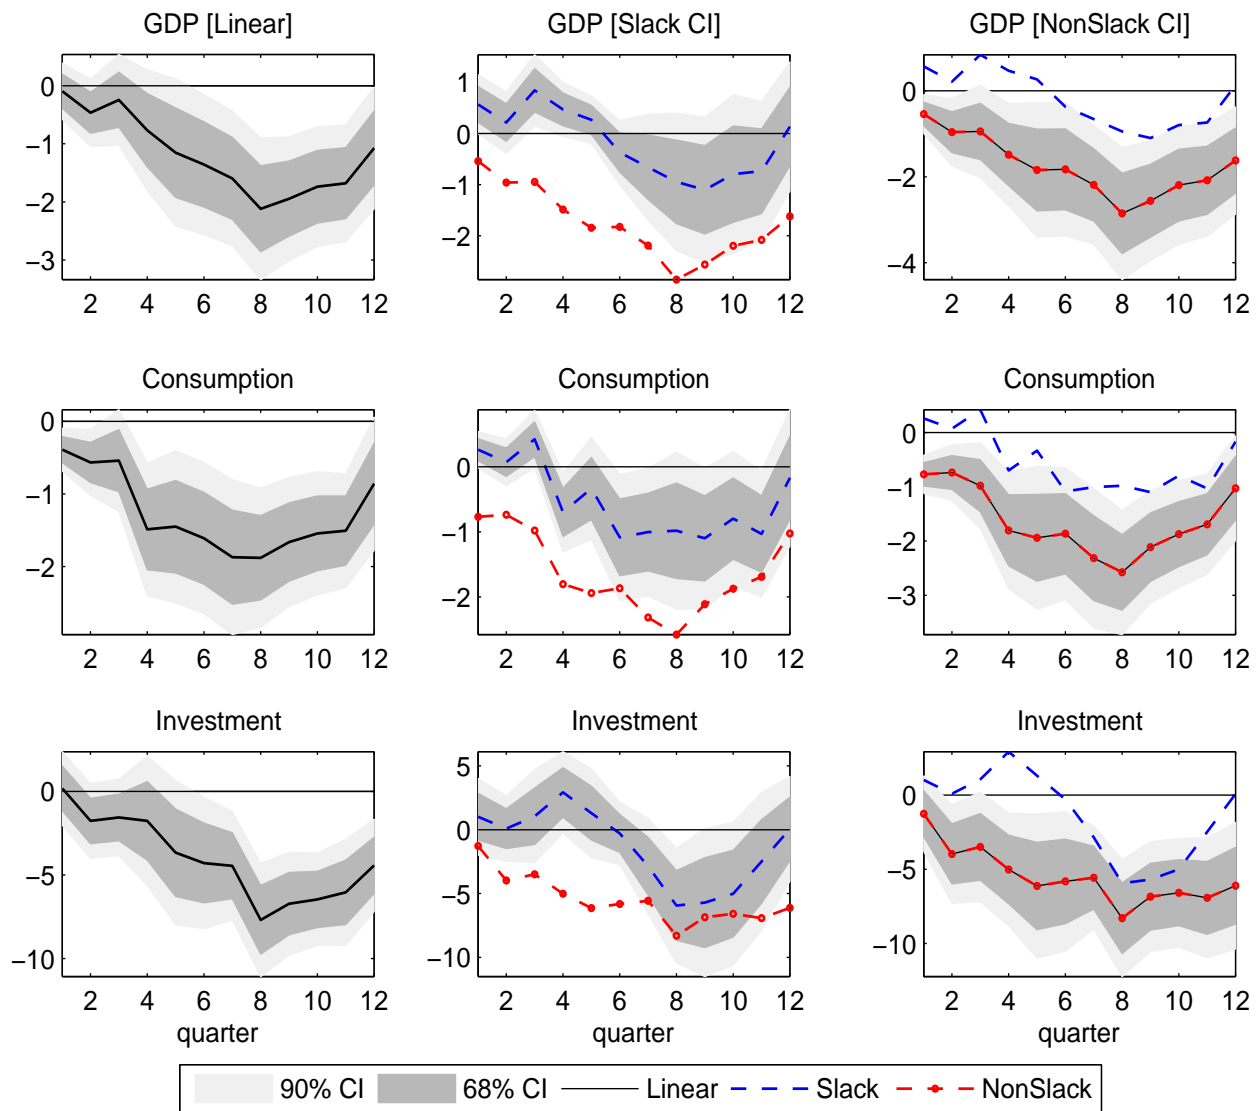 GDP [Linear]
GDP [Slack CI]
GDP [NonSlack CI]
0
−1
−2
−3
2 4 6 8 10 12
1
0
−1
−2
2 4 6 8 10 12
0
−2
−4
2 4 6 8 10 12
Consumption
Consumption
Consumption
0
−1
−2
2 4 6 8 10 12
0
−1
−2
2 4 6 8 10 12
0
−1
−2
−3
2 4 6 8 10 12
Investment
Investment
Investment
0
−5
−10
2 4 6 8 10 12
quarter
5
0
−5
−10
2 4 6 8 10 12
quarter
0
−5
−10
2 4 6 8 10 12
quarter
90% CI 68% CI Linear Slack NonSlack